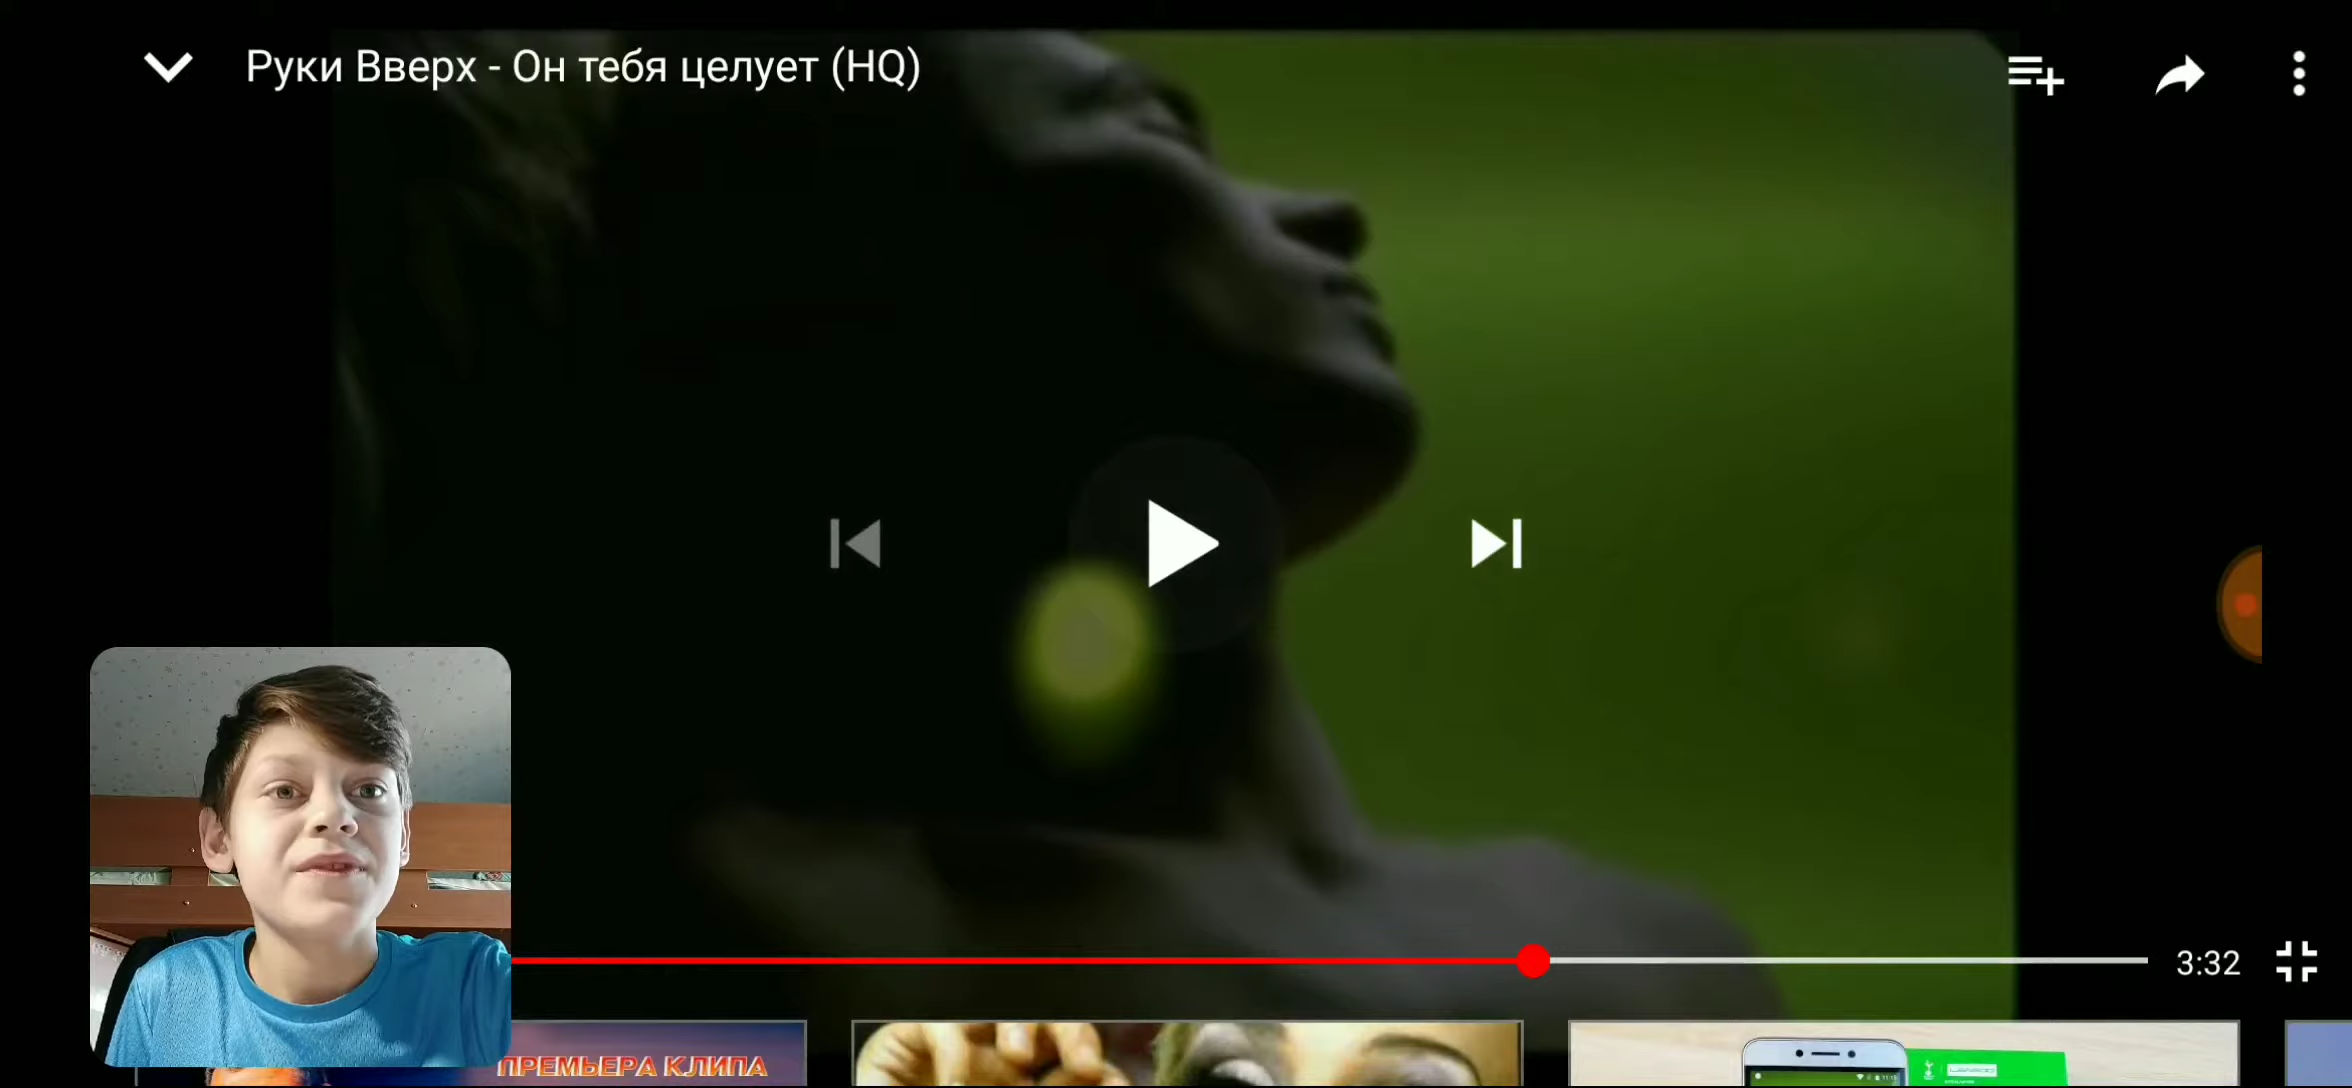 Руки Вверх - Он тебя целует (HQ)
3:32
ПРЕМЬЕРА КЛИПА